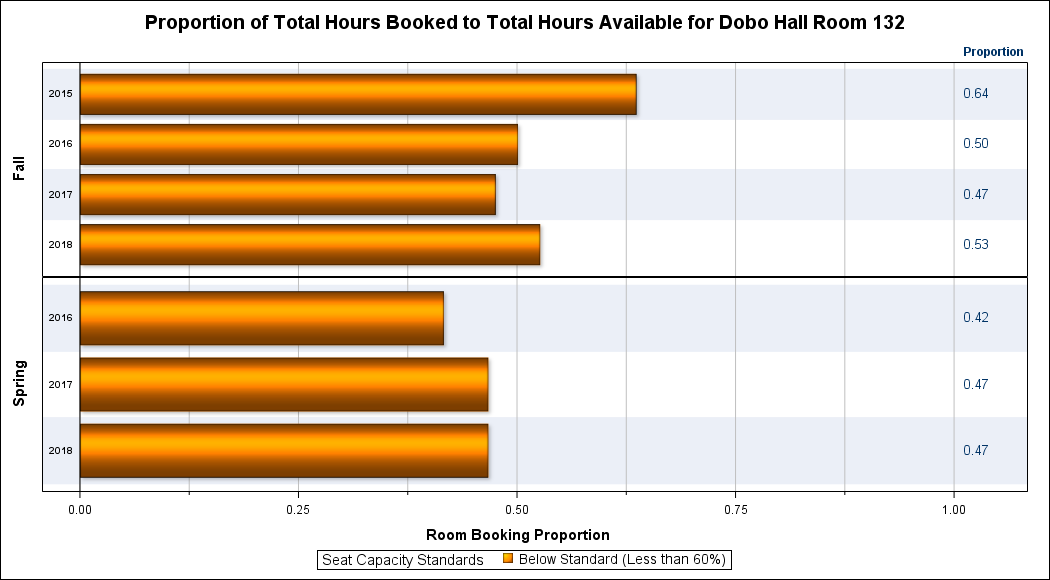 Proportion of Total Hours Booked to Total Hours Available for Dobo Hall Room 132
Proportion
Fall
2015 0.64
2016 0.50
2017 0.47
2018 0.53
Spring
2016 0.42
2017 0.47
2018 0.47
0.00 0.25 0.50 0.75 1.00
Room Booking Proportion
Seat Capacity Standards Below Standard (Less than 60%)